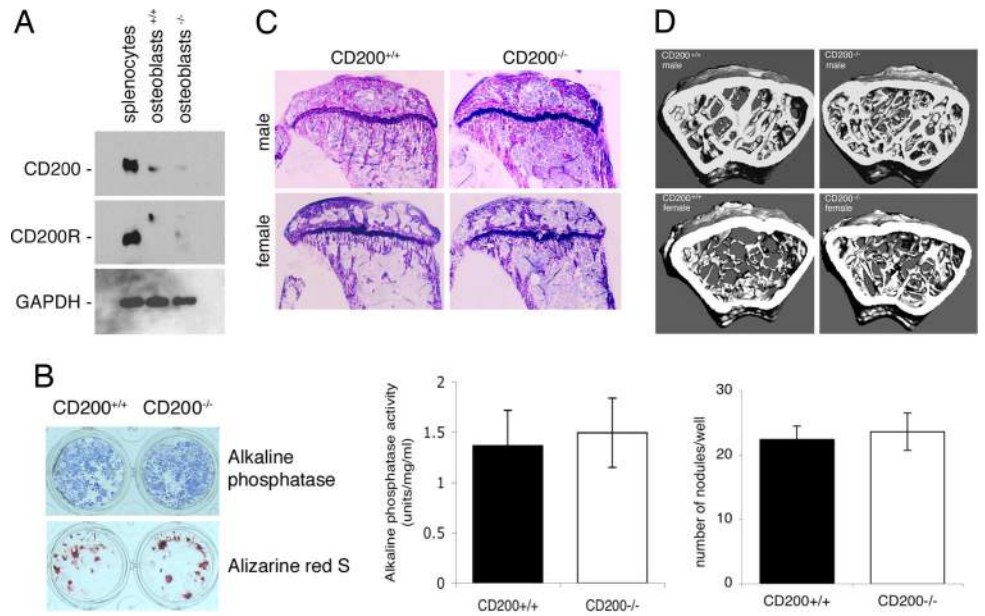 A
splenocytes
osteoblasts +/+
osteoblasts -/-
CD200 -
CD200R -
GAPDH -
C
CD200+/+
CD200-/-
male
female
D
CD200+/+
male
CD200-/-
male
CD200+/+
female
CD200-/-
female
B
CD200+/+
CD200-/-
Alkaline
phosphatase
Alizarine red S
Alkaline phosphatase activity
(units/mg/ml)
2
1.5
1
0.5
0
CD200+/+
CD200-/-
number of nodules/well
30
20
10
0
CD200+/+
CD200-/-